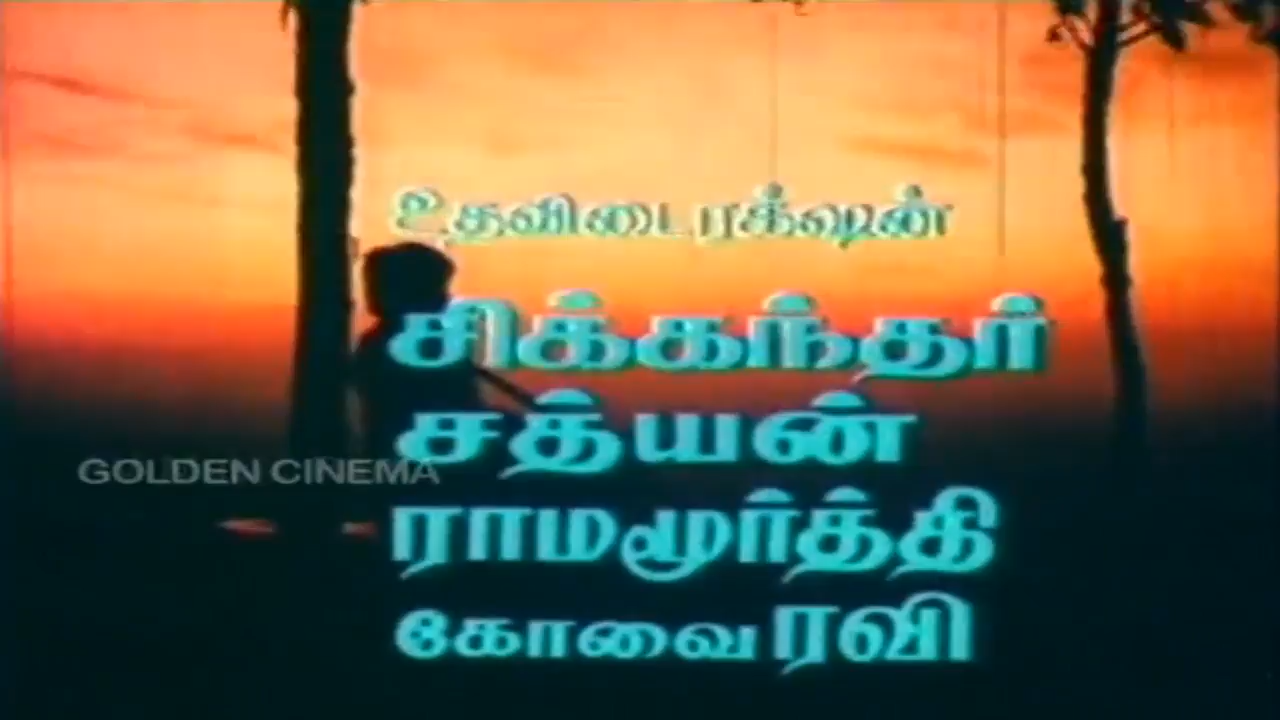 உதவிடைரக்‌ஷன்
சிக்கந்தர்
சத்யன்
GOLDEN CINEMA
ராமமூர்த்தி
கோவை ரவி